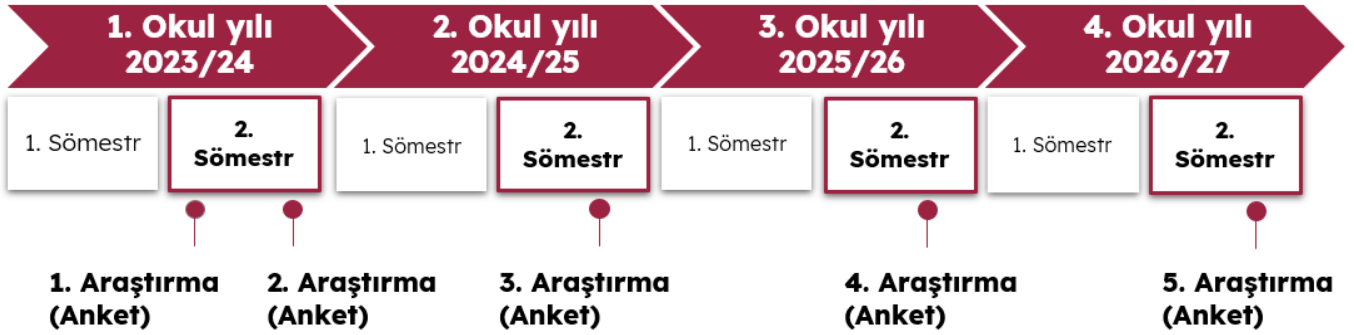 1. Okul yılı
2023/24
2. Okul yılı
2024/25
3. Okul yılı
2025/26
4. Okul yılı
2026/27
1. Sömestr
2.
Sömestr
1. Sömestr
2.
Sömestr
1. Sömestr
2.
Sömestr
1. Sömestr
2.
Sömestr
1. Araştırma
(Anket)
2. Araştırma
(Anket)
3. Araştırma
(Anket)
4. Araştırma
(Anket)
5. Araştırma
(Anket)